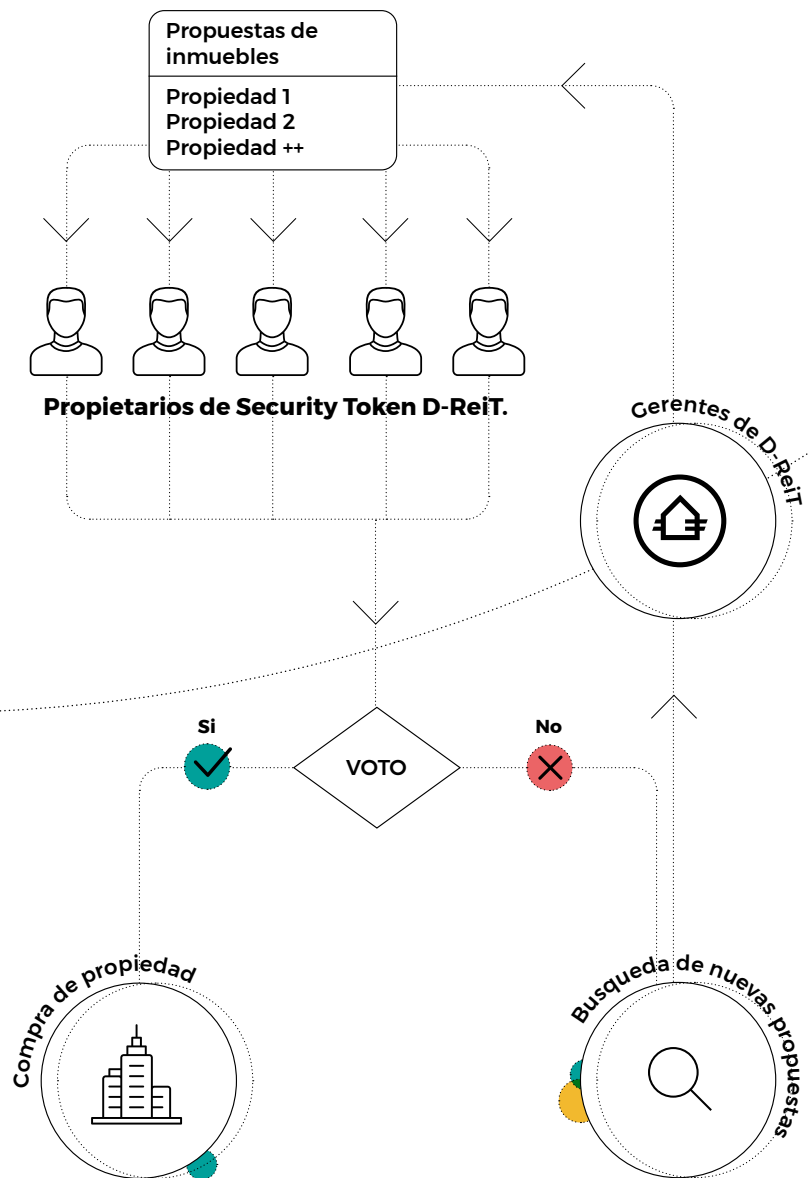 Propuestas de
inmuebles
Propiedad 1
Propiedad 2
Propiedad ++
Propietarios de Security Token D-ReiT.
Gerentes de D-ReiT
Si
No
VOTO
Compra de propiedad
Busqueda de nuevas propuestas